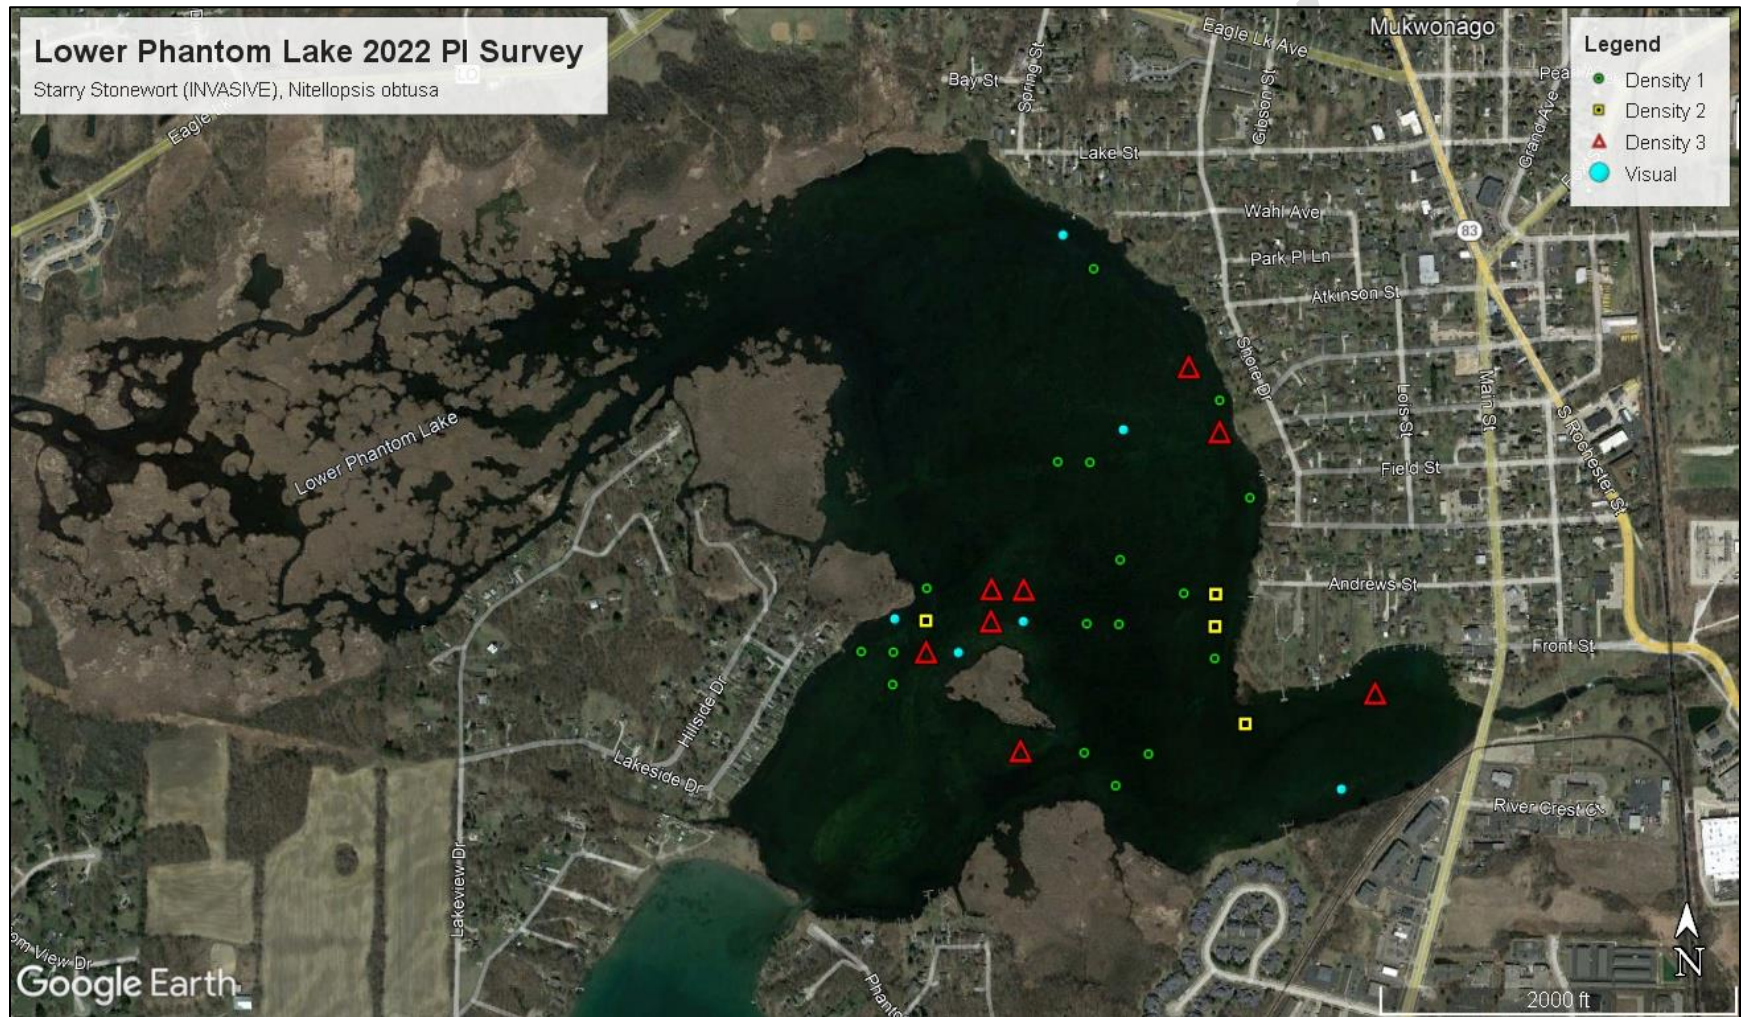 Lower Phantom Lake 2022 PI Survey
Starry Stonewort (INVASIVE), Nitellopsis obtusa
Legend
Density 1
Density 2
Density 3
Visual
Mukwonago
Eagle Lk Ave
LO
Bay St
Spring St
Gibson St
Grand Ave
Lake St
Wahl Ave
83
Park Pl Ln
Atkinson St
Shore Dr
Lois St
Main St
S Rochester St
Lower Phantom Lake
Field St
Andrews St
Front St
Hillside Dr
Lakeside Dr
River Crest
Lakeview Dr
View Dr
Google Earth
N
2000 ft